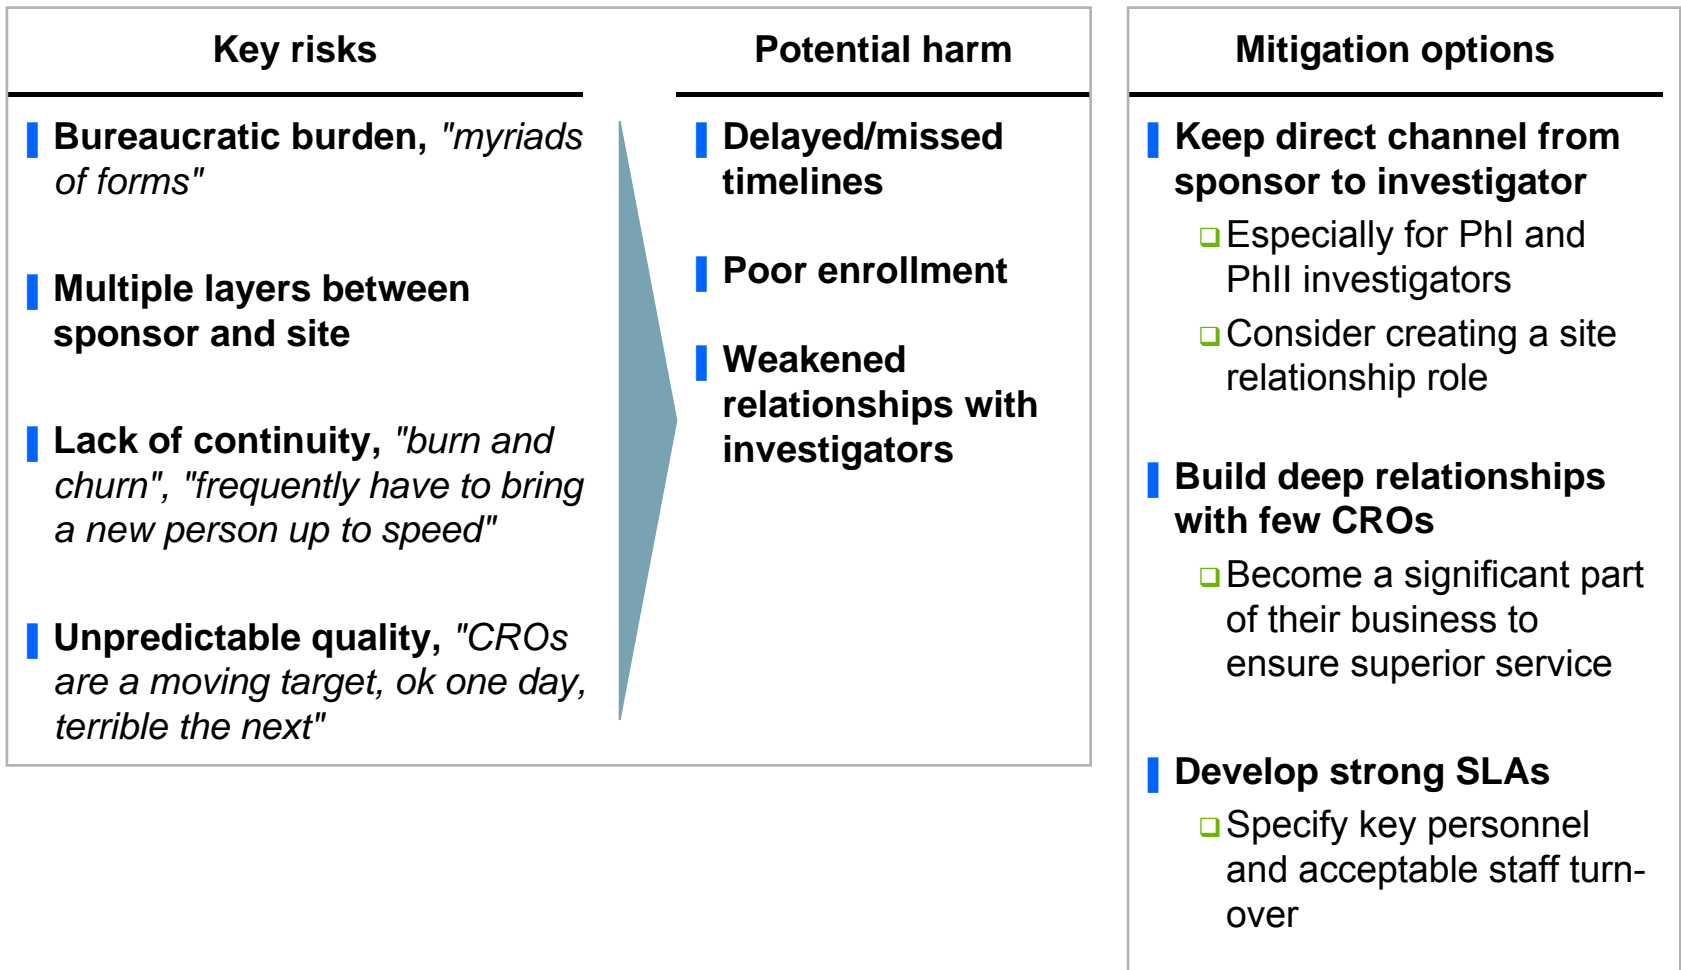 Key risks
Bureaucratic burden, "myriads
of forms"
Multiple layers between
sponsor and site
Lack of continuity, "burn and
churn", "frequently have to bring
a new person up to speed"
Unpredictable quality, "CROs
are a moving target, ok one day,
terrible the next"
Potential harm
Delayed/missed
timelines
Poor enrollment
Weakened
relationships with
investigators
Mitigation options
Keep direct channel from
sponsor to investigator
Especially for PhI and
PhII investigators
Consider creating a site
relationship role
Build deep relationships
with few CROs
Become a significant part
of their business to
ensure superior service
Develop strong SLAs
Specify key personnel
and acceptable staff turn-
over